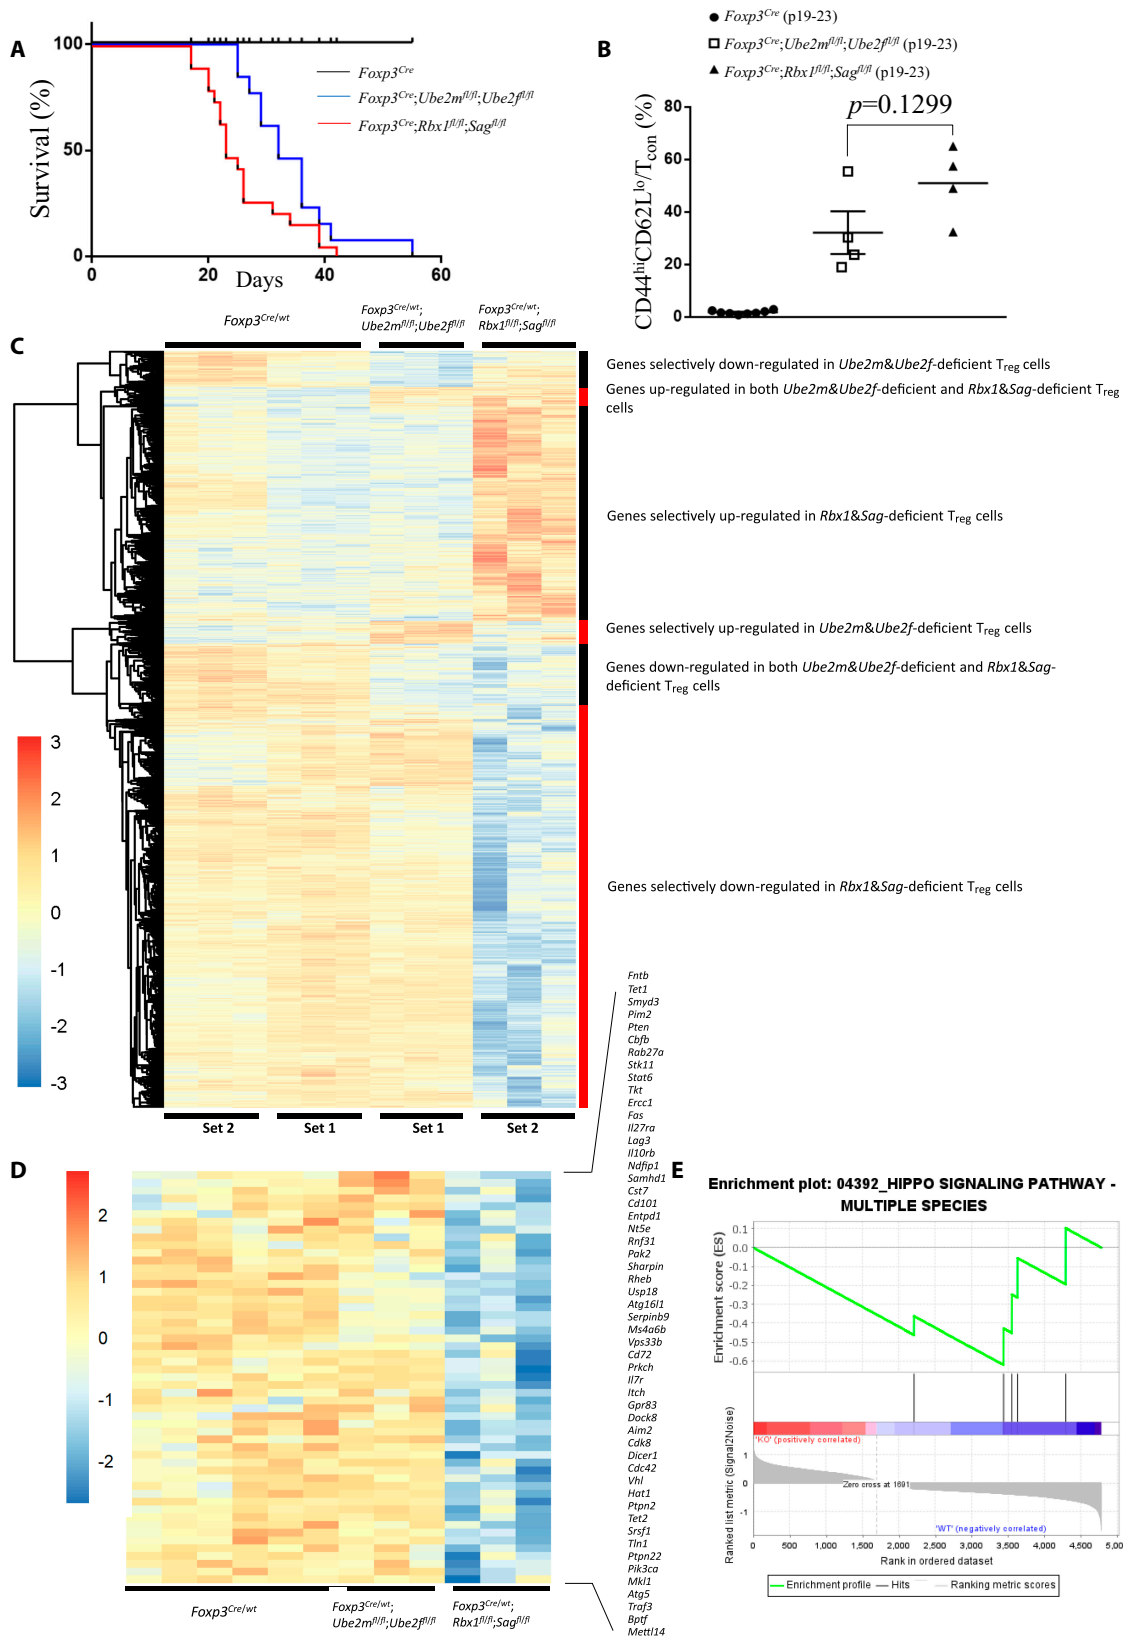 A
Survival (%)
100
50
0
0
20
40
60
Days
Foxp3Cre
Foxp3Cre;Ube2mfl/fl;Ube2ffl/fl
Foxp3Cre;Rbx1fl/fl;Sagfl/fl
B
Foxp3Cre (p19-23)
Foxp3Cre;Ube2mfl/fl;Ube2ffl/fl (p19-23)
Foxp3Cre;Rbx1fl/fl;Sagfl/fl (p19-23)
CD44hiCD62Llo/Tcon (%)
80
60
40
20
0
p=0.1299
C
Foxp3Cre/wt
Foxp3Cre/wt;
Ube2mfl/fl;Ube2ffl/fl
Foxp3Cre/wt;
Rbx1fl/fl;Sagfl/fl
Genes selectively down-regulated in Ube2m&Ube2f-deficient Treg cells
Genes up-regulated in both Ube2m&Ube2f-deficient and Rbx1&Sag-deficient Treg
cells
Genes selectively up-regulated in Rbx1&Sag-deficient Treg cells
Genes selectively up-regulated in Ube2m&Ube2f-deficient Treg cells
Genes down-regulated in both Ube2m&Ube2f-deficient and Rbx1&Sag-
deficient Treg cells
Genes selectively down-regulated in Rbx1&Sag-deficient Treg cells
3
2
1
0
-1
-2
-3
Set 2
Set 1
Set 1
Set 2
D
2
1
0
-1
-2
Foxp3Cre/wt
Foxp3Cre/wt;
Ube2mfl/fl;Ube2ffl/fl
Foxp3Cre/wt;
Rbx1fl/fl;Sagfl/fl
Fntb
Tet1
Smyd3
Pim2
Pten
Cbfb
Rab27a
Stk11
Stat6
Tkt
Ercc1
Fas
Il27ra
Lag3
Il10rb
Ndfip1
Samhd1
Cst7
Cd101
Entpd1
Nt5e
Rnf31
Pak2
Sharpin
Rheb
Usp18
Atg16l1
Serpinb9
Ms4a6b
Vps33b
Cd72
Prkch
Il7r
Itch
Gpr83
Dock8
Aim2
Cdk8
Dicer1
Cdc42
Vhl
Hat1
Ptpn2
Tet2
Srsf1
Tln1
Ptpn22
Pik3ca
Mkl1
Atg5
Traf3
Bptf
Mettl14
E
Enrichment plot: 04392_HIPPO SIGNALING PATHWAY -
MULTIPLE SPECIES
Enrichment score (ES)
0.1
0.0
-0.1
-0.2
-0.3
-0.4
-0.5
-0.6
'KO' (positively correlated)
Ranked list metric (Signal2Noise)
1
0
-1
Zero cross at 1691
'WT' (negatively correlated)
0
500
1,000
1,500
2,000
2,500
3,000
3,500
4,000
4,500
5,0
Rank in ordered dataset
Enrichment profile
Hits
Ranking metric scores